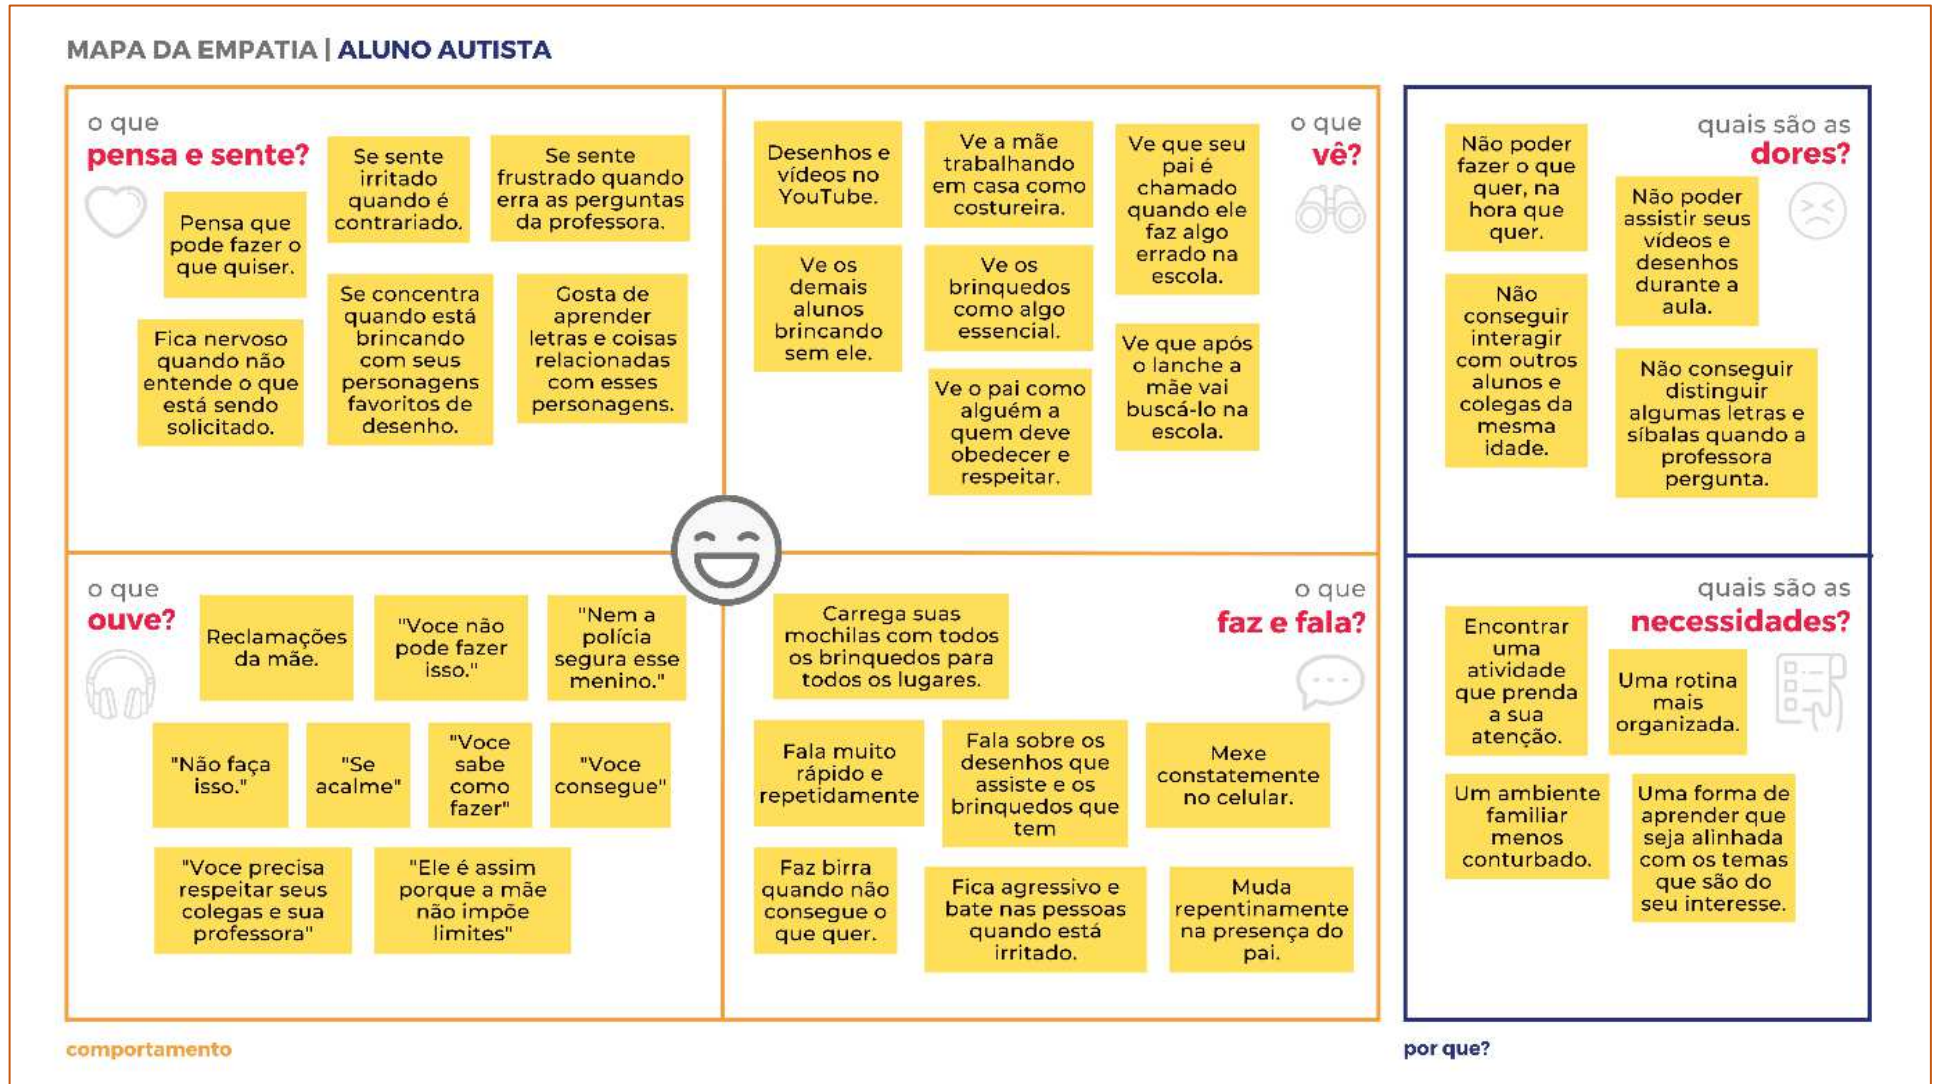 MAPA DA EMPATIA | ALUNO AUTISTA
o que
pensa e sente?
Pensa que
pode fazer o
que quiser.
Se sente
irritado
quando é
contrariado.
Se sente
frustrado quando
erra as perguntas
da professora.
Fica nervoso
quando não
entende o que
está sendo
solicitado.
Se concentra
quando está
brincando
com seus
personagens
favoritos de
desenho.
Gosta de
aprender
letras e coisas
relacionadas
com esses
personagens.
o que
vê?
Desenhos e
vídeos no
YouTube.
Ve a mãe
trabalhando
em casa como
costureira.
Ve que seu
pai é
chamado
quando ele
faz algo
errado na
escola.
Ve os
demais
alunos
brincando
sem ele.
Ve os
brinquedos
como algo
essencial.
Ve o pai como
alguém a
quem deve
obedecer e
respeitar.
Ve que após
o lanche a
mãe vai
buscá-lo na
escola.
quais são as
dores?
Não poder
fazer o que
quer, na
hora que
quer.
Não poder
assistir seus
vídeos e
desenhos
durante a
aula.
Não
conseguir
interagir
com outros
alunos e
colegas da
mesma
idade.
Não conseguir
distinguir
algumas letras e
síbalas quando a
professora
pergunta.
o que
ouve?
Reclamações
da mãe.
"Voce não
pode fazer
isso."
"Nem a
polícia
segura esse
menino."
"Não faça
isso."
"Se
acalme"
"Voce
sabe
como
fazer"
"Voce
consegue"
"Voce precisa
respeitar seus
colegas e sua
professora"
"Ele é assim
porque a mãe
não impõe
limites"
o que
faz e fala?
Carrega suas
mochilas com todos
os brinquedos para
todos os lugares.
Fala muito
rápido e
repetidamente
Fala sobre os
desenhos que
assiste e os
brinquedos que
tem
Mexe
constatemente
no celular.
Faz birra
quando não
consegue o
que quer.
Fica agressivo e
bate nas pessoas
quando está
irritado.
Muda
repentinamente
na presença do
pai.
quais são as
necessidades?
Encontrar
uma
atividade
que prenda
a sua
atenção.
Uma rotina
mais
organizada.
Um ambiente
familiar
menos
conturbado.
Uma forma de
aprender que
seja alinhada
com os temas
que são do
seu interesse.
comportamento
por que?